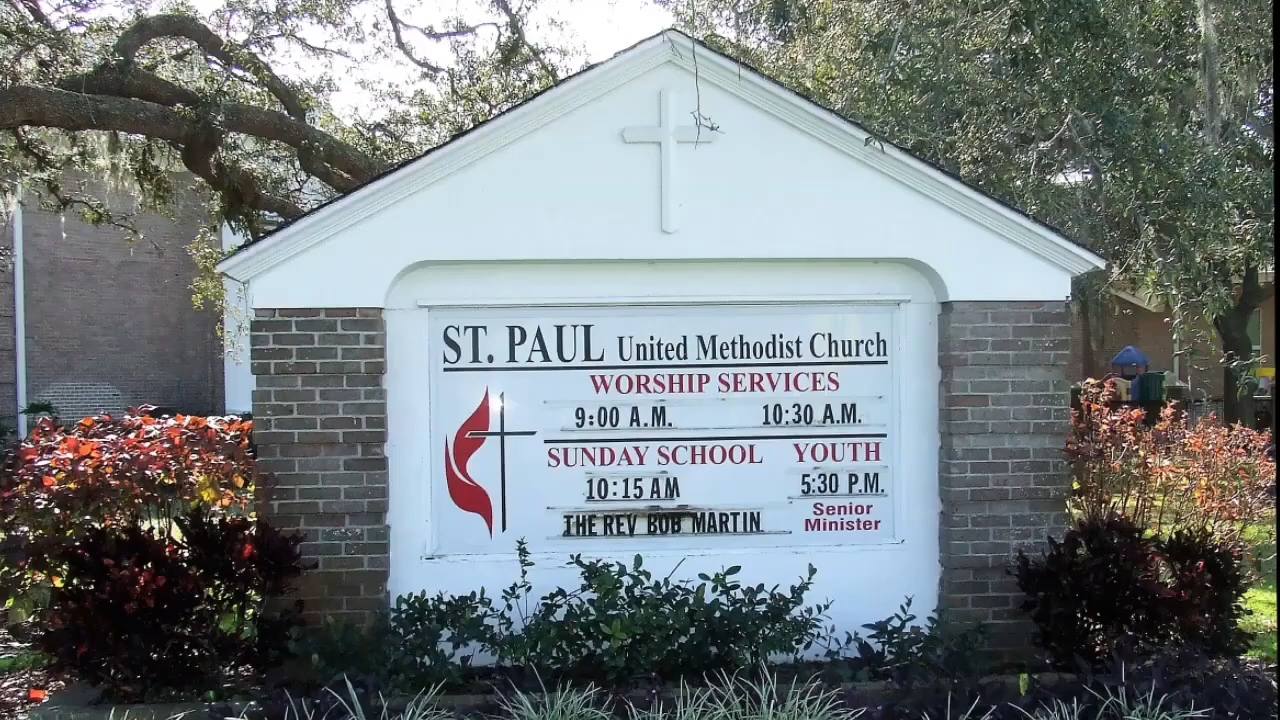 ST. PAUL United Methodist Church
WORSHIP SERVICES
9:00 A.M. 10:30 A.M.
SUNDAY SCHOOL YOUTH
10:15 AM 5:30 P.M.
THE REV BOB MARTIN Senior
Minister